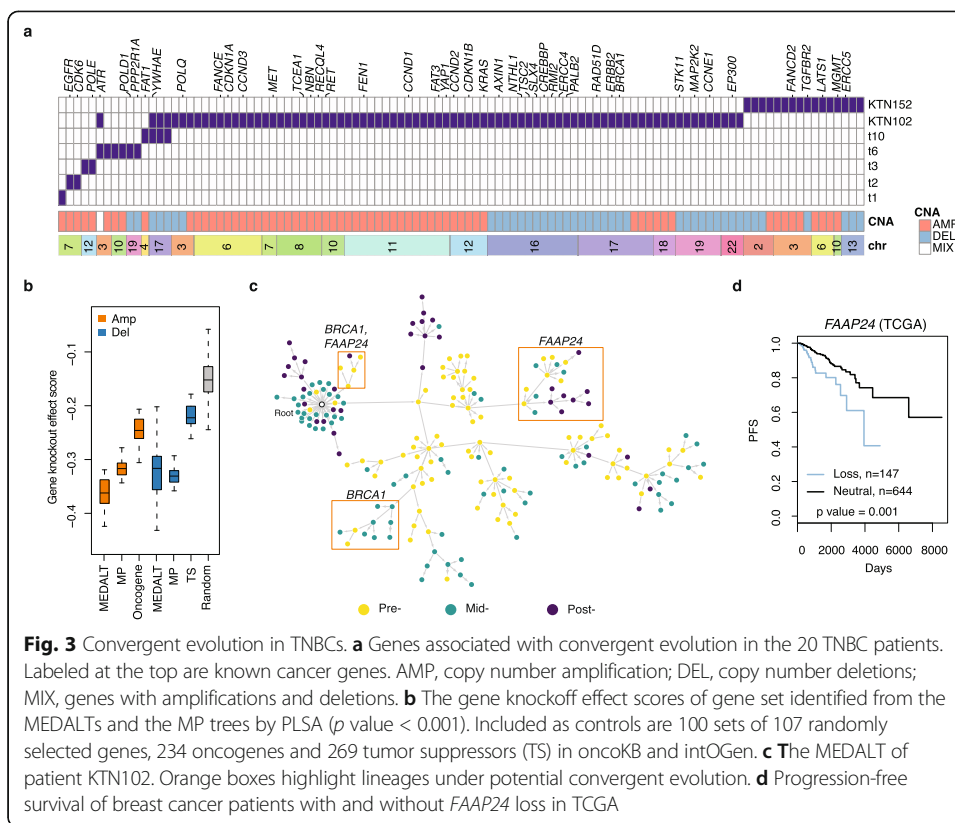 a
EGFR
CDK6
POLE
ATR
POLD1
PPP2R1A
FAT1
YWHAE
POLQ
FANCE
CDKN1A
CCND3
MET
TCEA1
NBN
RECQL4
RET
FEN1
CCND1
FAT3
YAP1
CCND2
CDKN1B
KRAS
AXIN1
NTHL1
TSC2
SLX4
CREBBP
RMI2
ERCC4
PALB2
RAD51D
ERBB2
BRCA1
STK11
MAP2K2
CCNE1
EP300
FANCD2
TGFBR2
LATS1
MGMT
ERCC5
KTN152
KTN102
t10
t6
t3
t2
t1
CNA
7 12 3 10 19 4 17 3 6 7 8 10 11 12 16 17 18 19 22 2 3 6 10 13 chr
CNA
AMP
DEL
MIX
b
Amp
Del
Gene knockout effect score
-0.1
-0.2
-0.3
-0.4
MEDALT
MP
Oncogene
MEDALT
MP
TS
Random
c
BRCA1,
FAAP24
FAAP24
Root
BRCA1
Pre- Mid- Post-
d
FAAP24 (TCGA)
PFS
1.0
0.8
0.6
0.4
0.2
0.0
Loss, n=147
Neutral, n=644
p value = 0.001
0 2000 4000 6000 8000
Days
Fig. 3 Convergent evolution in TNBCs. a Genes associated with convergent evolution in the 20 TNBC patients.
Labeled at the top are known cancer genes. AMP, copy number amplification; DEL, copy number deletions;
MIX, genes with amplifications and deletions. b The gene knockoff effect scores of gene set identified from the
MEDALTs and the MP trees by PLSA (p value < 0.001). Included as controls are 100 sets of 107 randomly
selected genes, 234 oncogenes and 269 tumor suppressors (TS) in oncoKB and intOGen. c The MEDALT of
patient KTN102. Orange boxes highlight lineages under potential convergent evolution. d Progression-free
survival of breast cancer patients with and without FAAP24 loss in TCGA